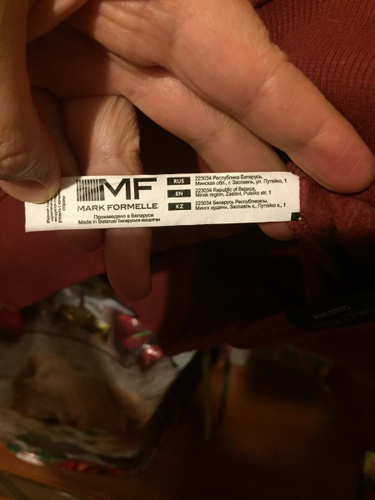 MF
MARK FORMELLE
Произведено в Беларуси
Made in Belarus/
RUS
223034 Республика Беларусь,
Минская обл., г. Заславль, ул. Путейко, 1
EN
223034 Republic of Belarus,
Minsk region, Zaslavl, Puteiko str. 1
KZ
223034 Беларусь Республикасы,
Минск ауданы, Заславль қ., Путейко к., 1